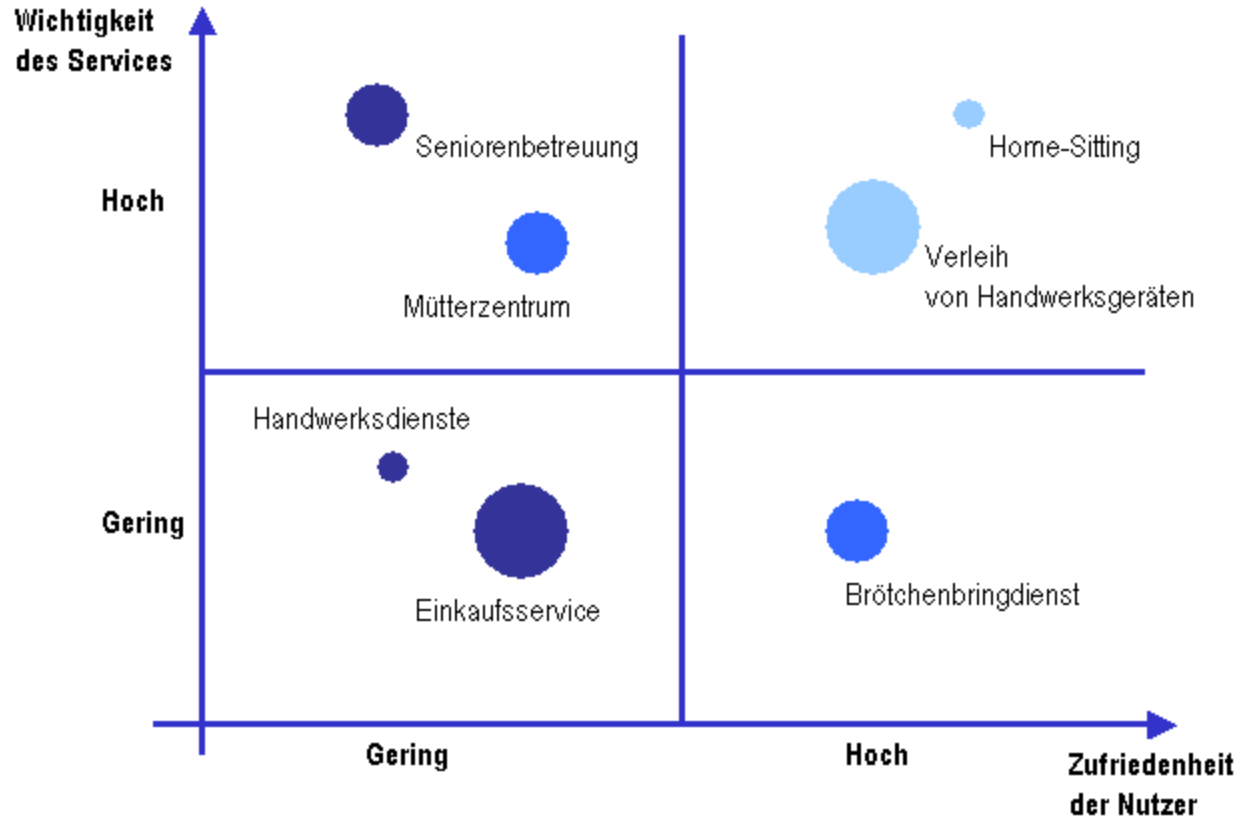 Wichtigkeit
des Services
Seniorenbetreuung
Home-Sitting
Hoch
Verleih
von Handwerksgeräten
Mütterzentrum
Handwerksdienste
Gering
Einkaufsservice
Brötchenbringdienst
Gering
Hoch
Zufriedenheit
der Nutzer